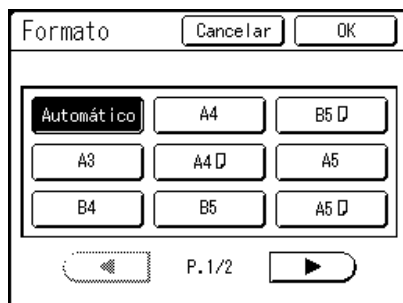 Formato Cancelar OK
Automático A4 B5
A3 A4 A5
B4 B5 A5
P.1/2